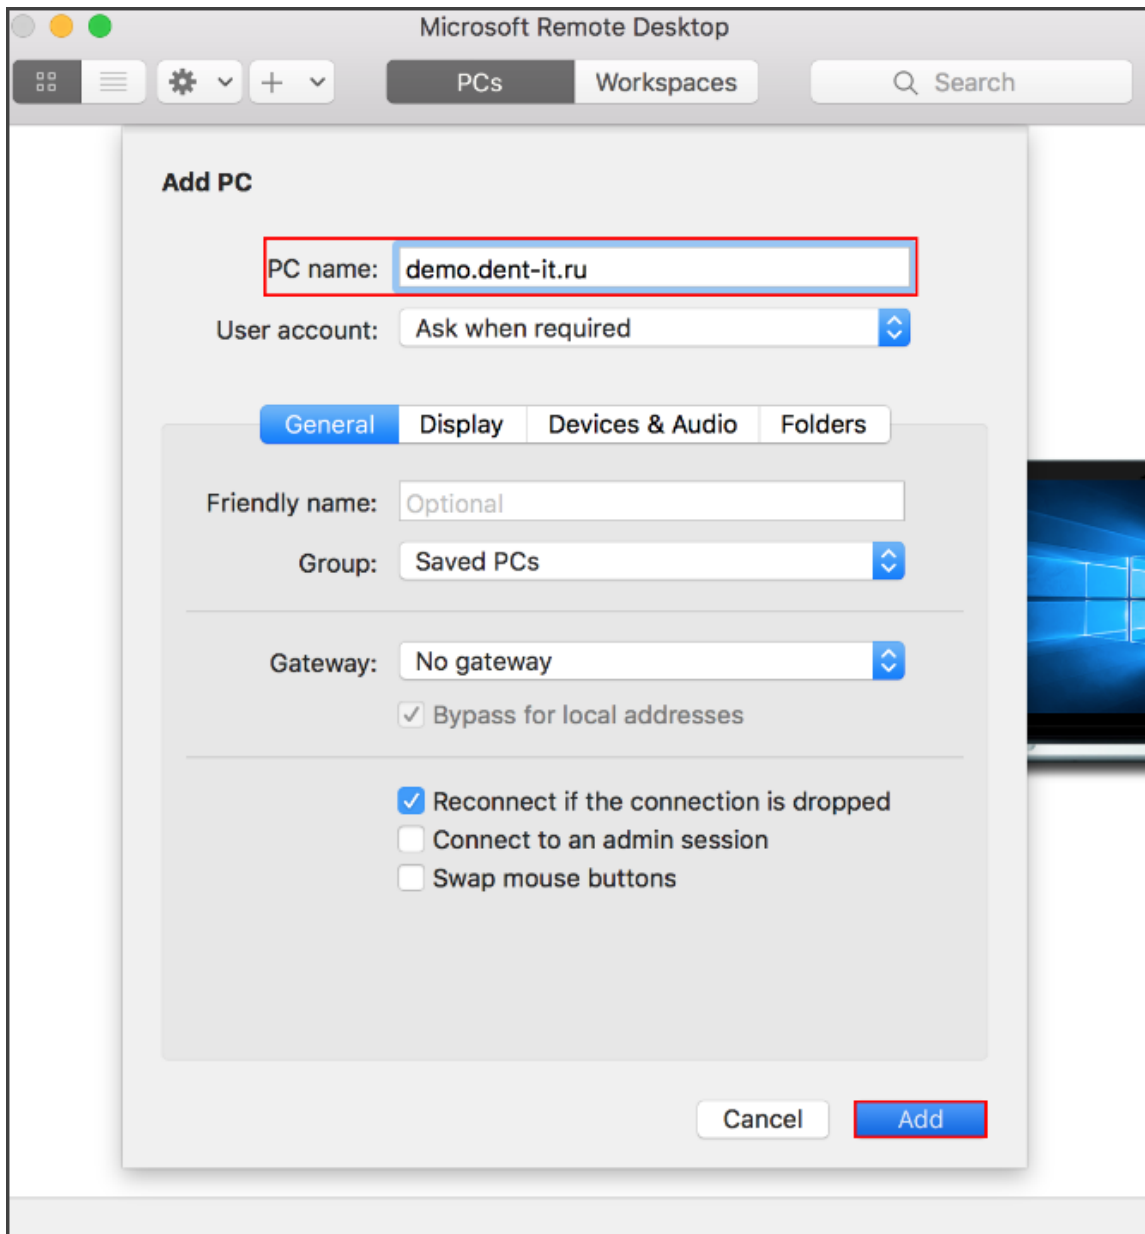 Microsoft Remote Desktop
PCs Workspaces Search
Add PC
PC name: demo.dent-it.ru
User account: Ask when required
General Display Devices & Audio Folders
Friendly name: Optional
Group: Saved PCs
Gateway: No gateway
Bypass for local addresses
Reconnect if the connection is dropped
Connect to an admin session
Swap mouse buttons
Cancel Add